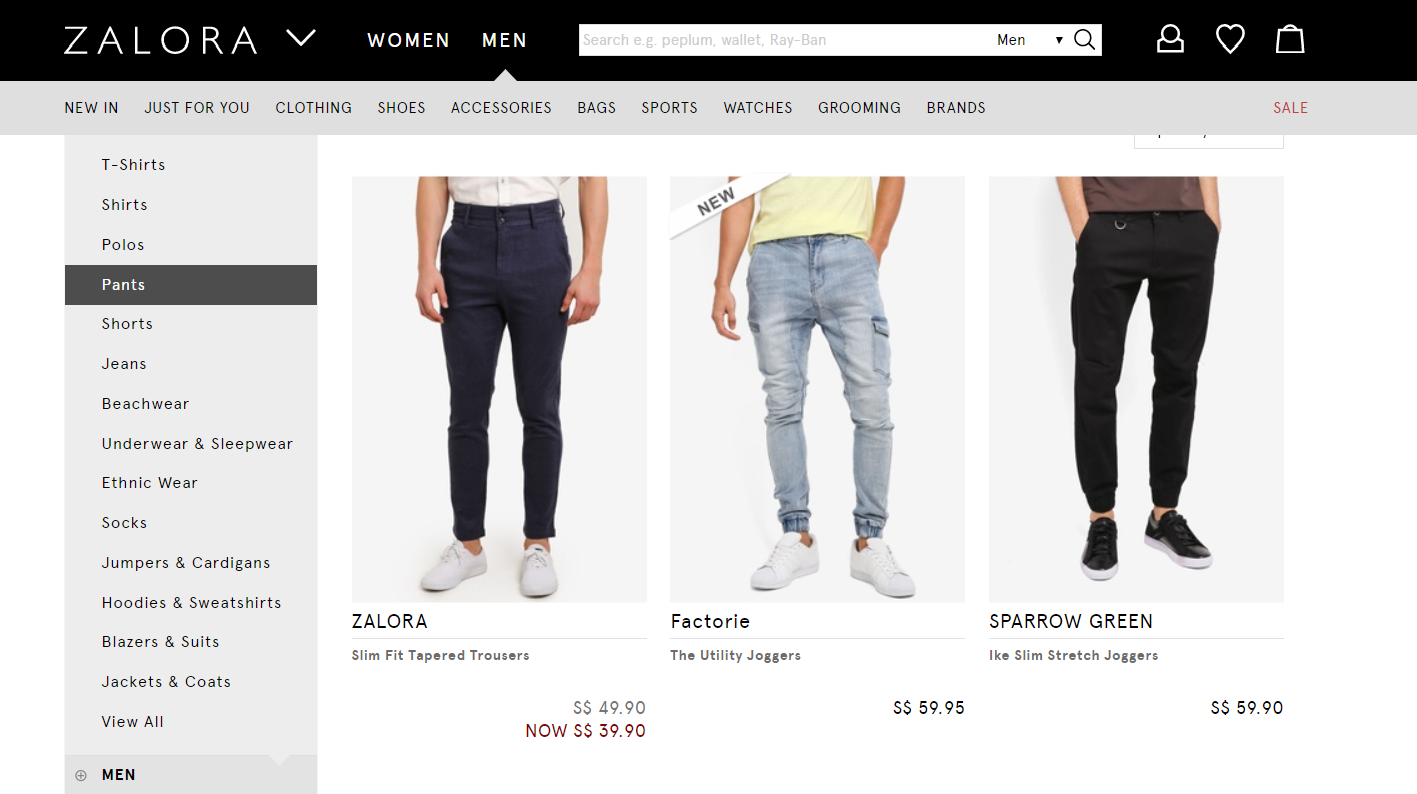 ZALORA
WOMEN
MEN
Search e.g. peplum, wallet, Ray-Ban
Men
NEW IN
JUST FOR YOU
CLOTHING
SHOES
ACCESSORIES
BAGS
SPORTS
WATCHES
GROOMING
BRANDS
SALE
T-Shirts
Shirts
Polos
Pants
Shorts
Jeans
Beachwear
Underwear & Sleepwear
Ethnic Wear
Socks
Jumpers & Cardigans
Hoodies & Sweatshirts
Blazers & Suits
Jackets & Coats
View All
MEN
ZALORA
Slim Fit Tapered Trousers
S$ 49.90
NOW S$ 39.90
NEW
Factorie
The Utility Joggers
S$ 59.95
SPARROW GREEN
Ike Slim Stretch Joggers
S$ 59.90